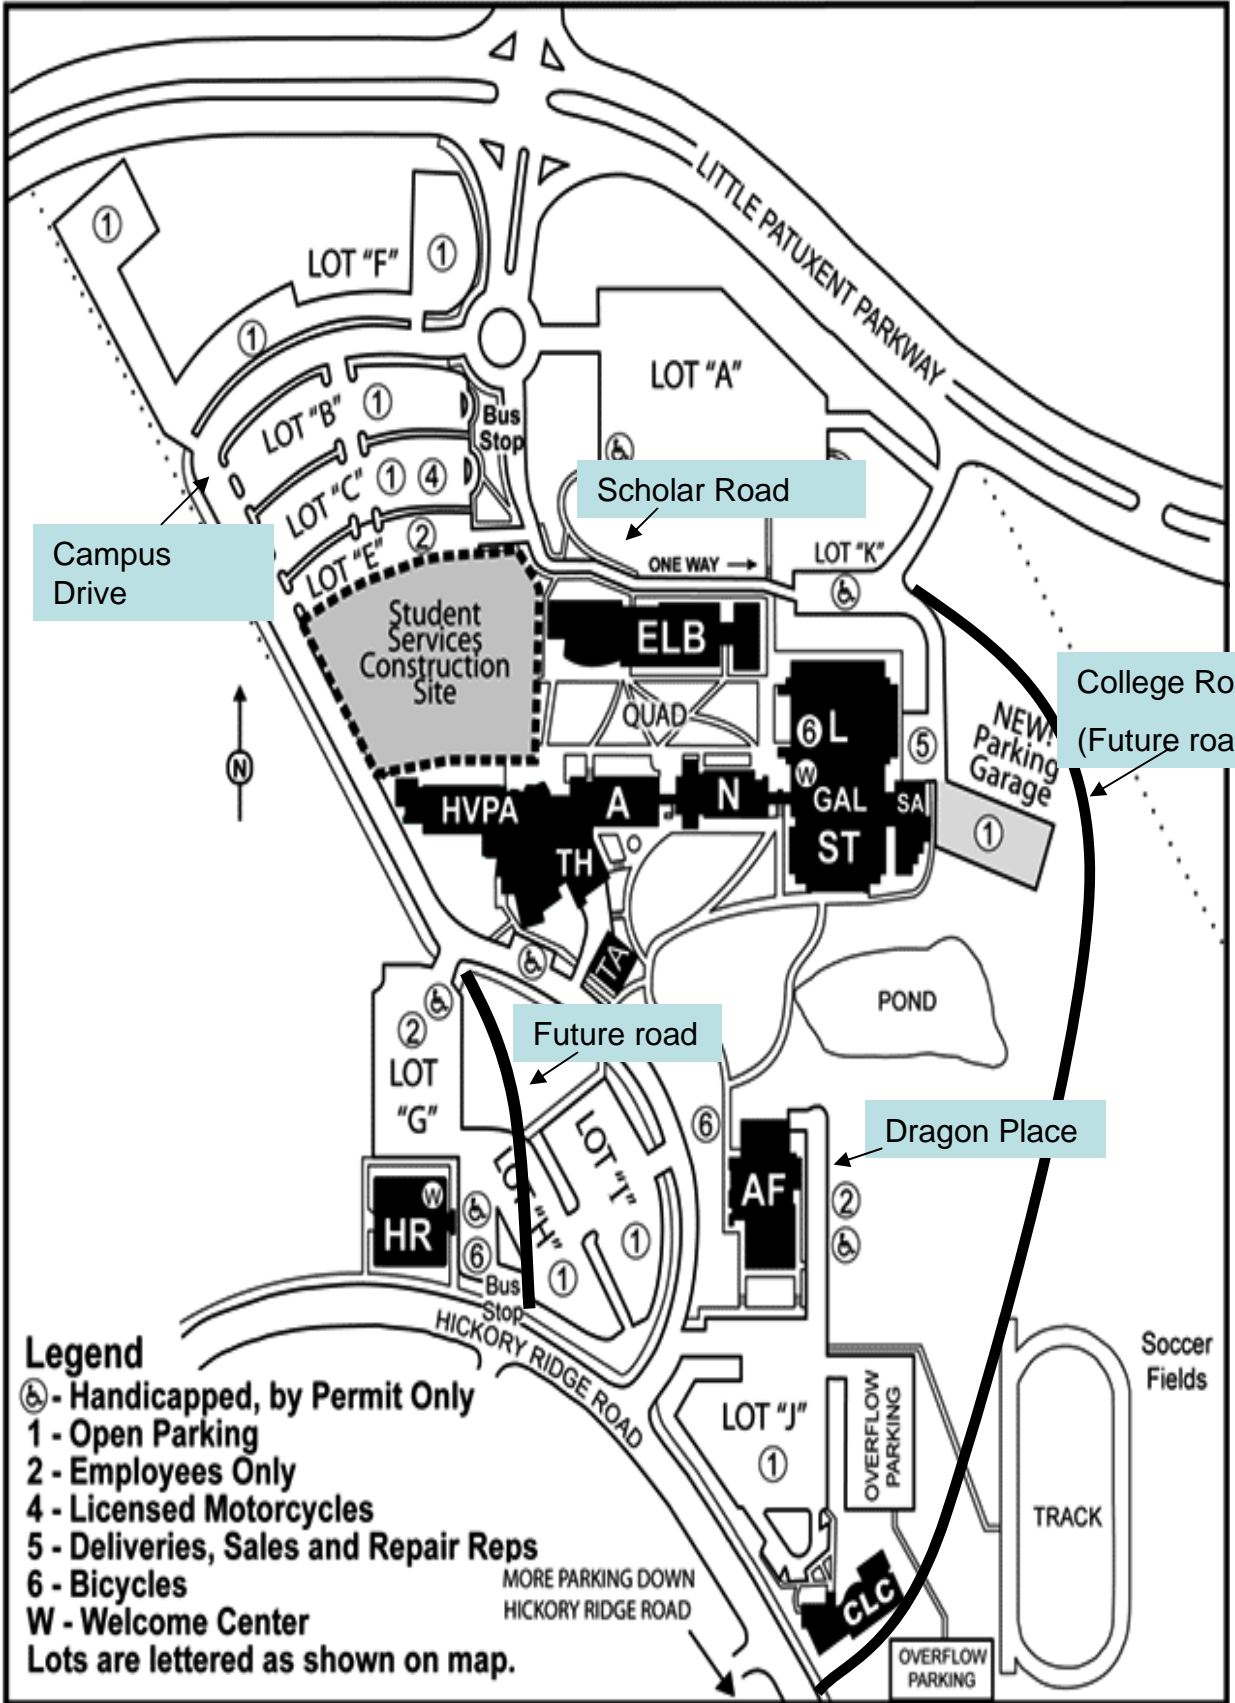 LITTLE PATUXENT PARKWAY
1
LOT "F"
1
1
LOT "A"
LOT "B"
1
Bus
Stop
LOT "C"
1
4
Scholar Road
Campus
Drive
LOT "E"
2
ONE WAY
LOT "K"
Student
Services
Construction
Site
ELB
College Ro
(Future roa
QUAD
6
L
5
NEW!
Parking
Garage
N
W
HVPA
A
N
GAL
SA
1
TH
ST
TA
POND
2
LOT
"G"
Future road
LOT "I"
6
Dragon Place
LOT "H"
AF
2
W
HR
1
6
1
Bus
Stop
HICKORY RIDGE ROAD
Soccer
Fields
LOT "J"
1
OVERFLOW
PARKING
TRACK
CLC
OVERFLOW
PARKING
MORE PARKING DOWN
HICKORY RIDGE ROAD
Legend
- Handicapped, by Permit Only
1 - Open Parking
2 - Employees Only
4 - Licensed Motorcycles
5 - Deliveries, Sales and Repair Reps
6 - Bicycles
W - Welcome Center
Lots are lettered as shown on map.